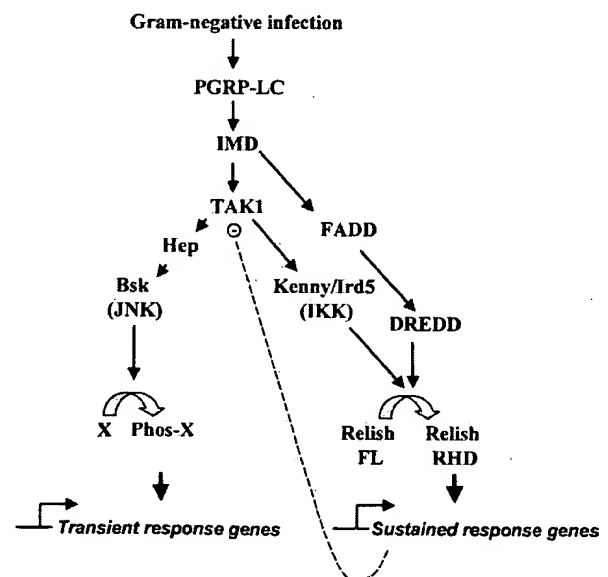 Gram-negative infection
PGRP-LC
IMD
TAK1
-
FADD
Hep
Bsk
(JNK)
Kenny/Ird5
(IKK)
DREDD
X Phos-X
Relish
FL
Relish
RHD
Transient response genes
Sustained response genes